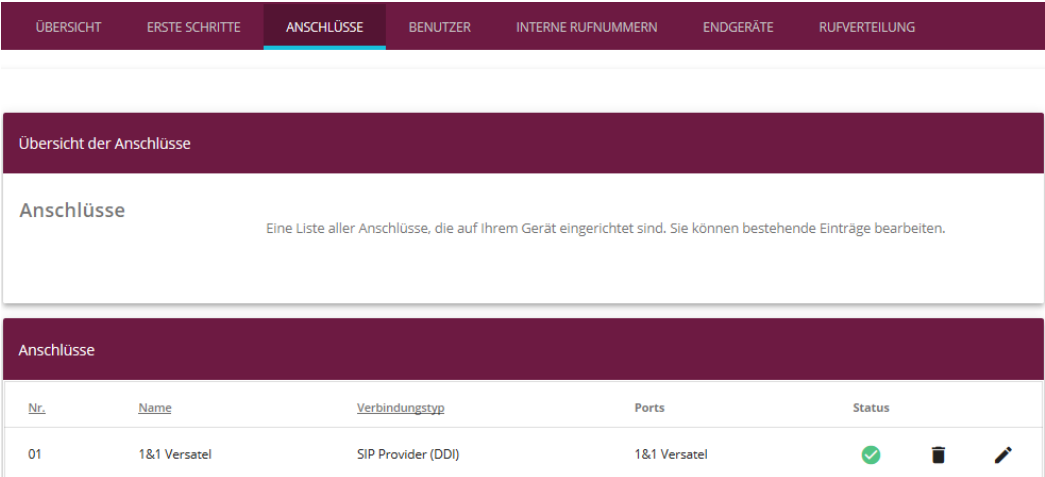 ÜBERSICHT ERSTE SCHRITTE ANSCHLÜSSE BENUTZER INTERNE RUFNUMMERN ENDGERÄTE RUFVERTEILUNG
Übersicht der Anschlüsse
Anschlüsse
Eine Liste aller Anschlüsse, die auf Ihrem Gerät eingerichtet sind. Sie können bestehende Einträge bearbeiten.
Anschlüsse
Nr. Name Verbindungstyp Ports Status
01 1&1 Versatel SIP Provider (DDI) 1&1 Versatel